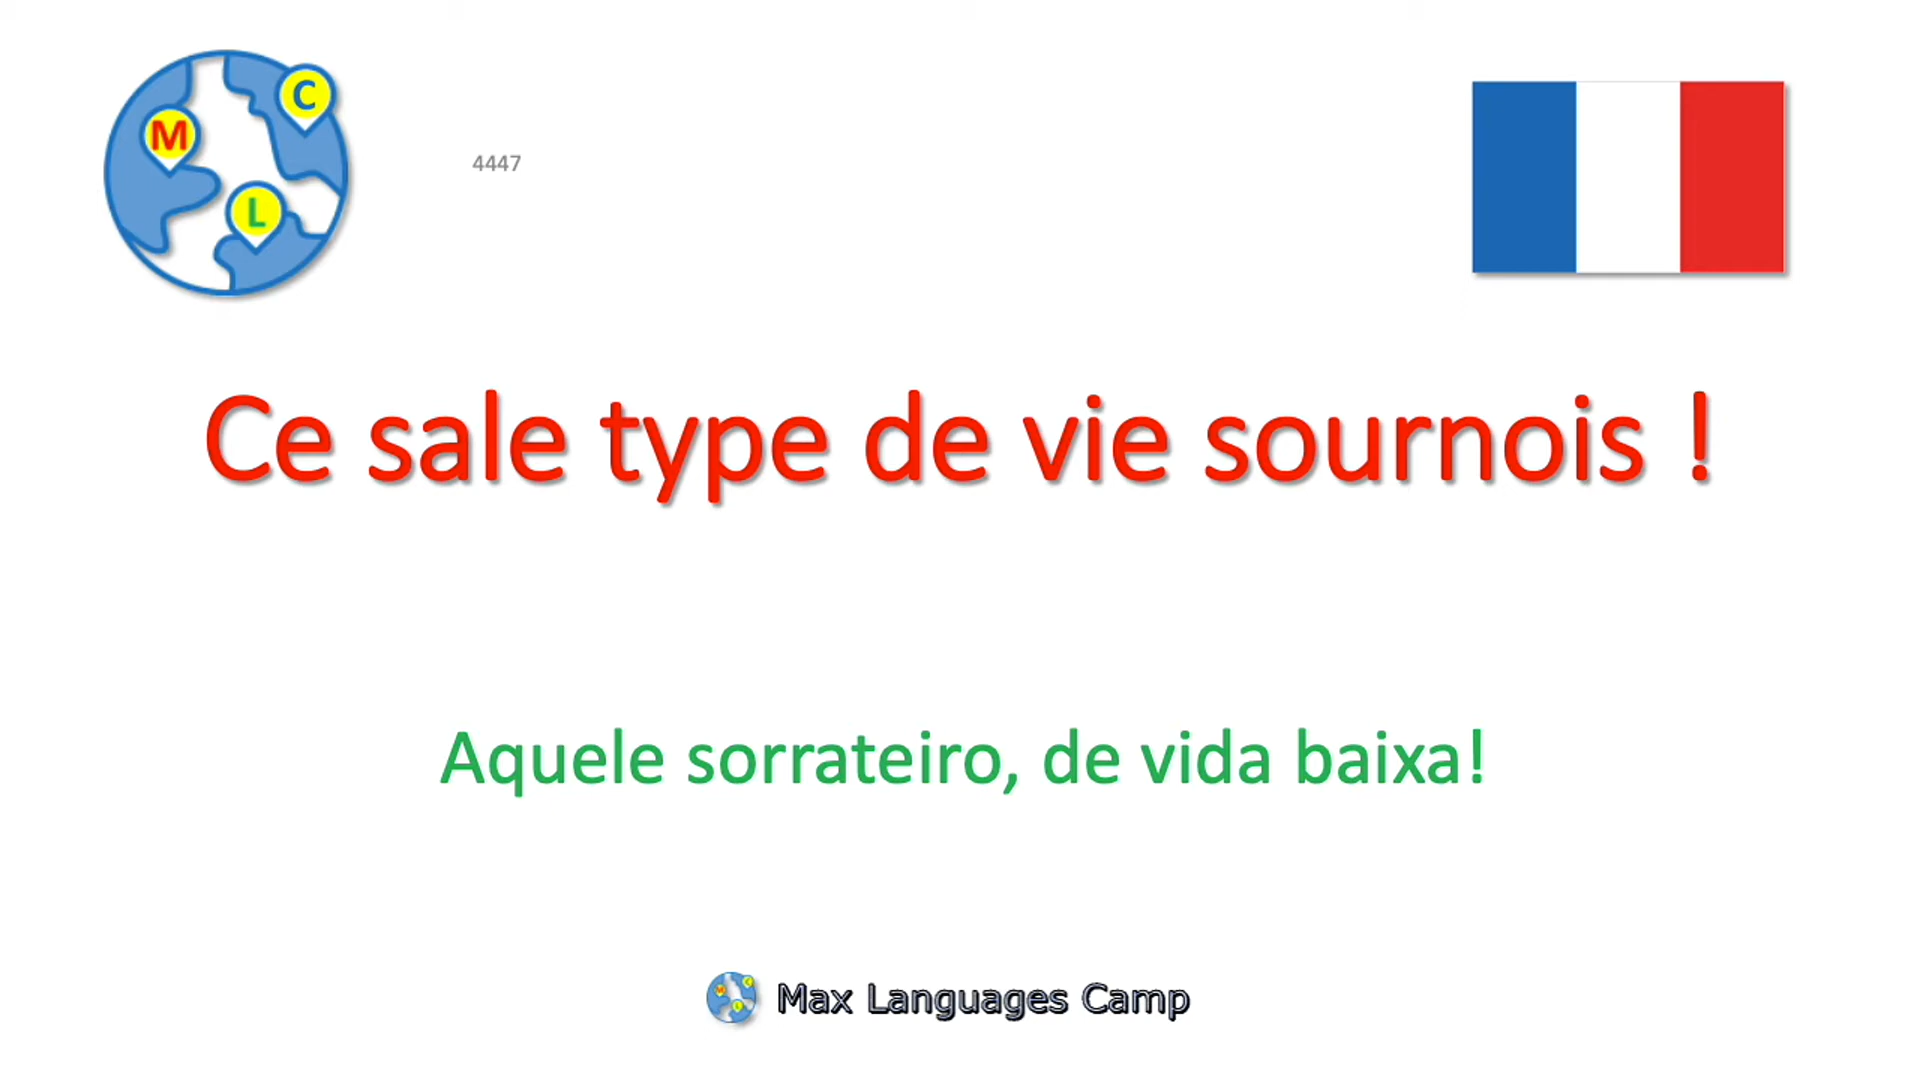 C
M
L
4447
Ce sale type de vie sournois !
Aquele sorrateiro, de vida baixa!
Max Languages Camp